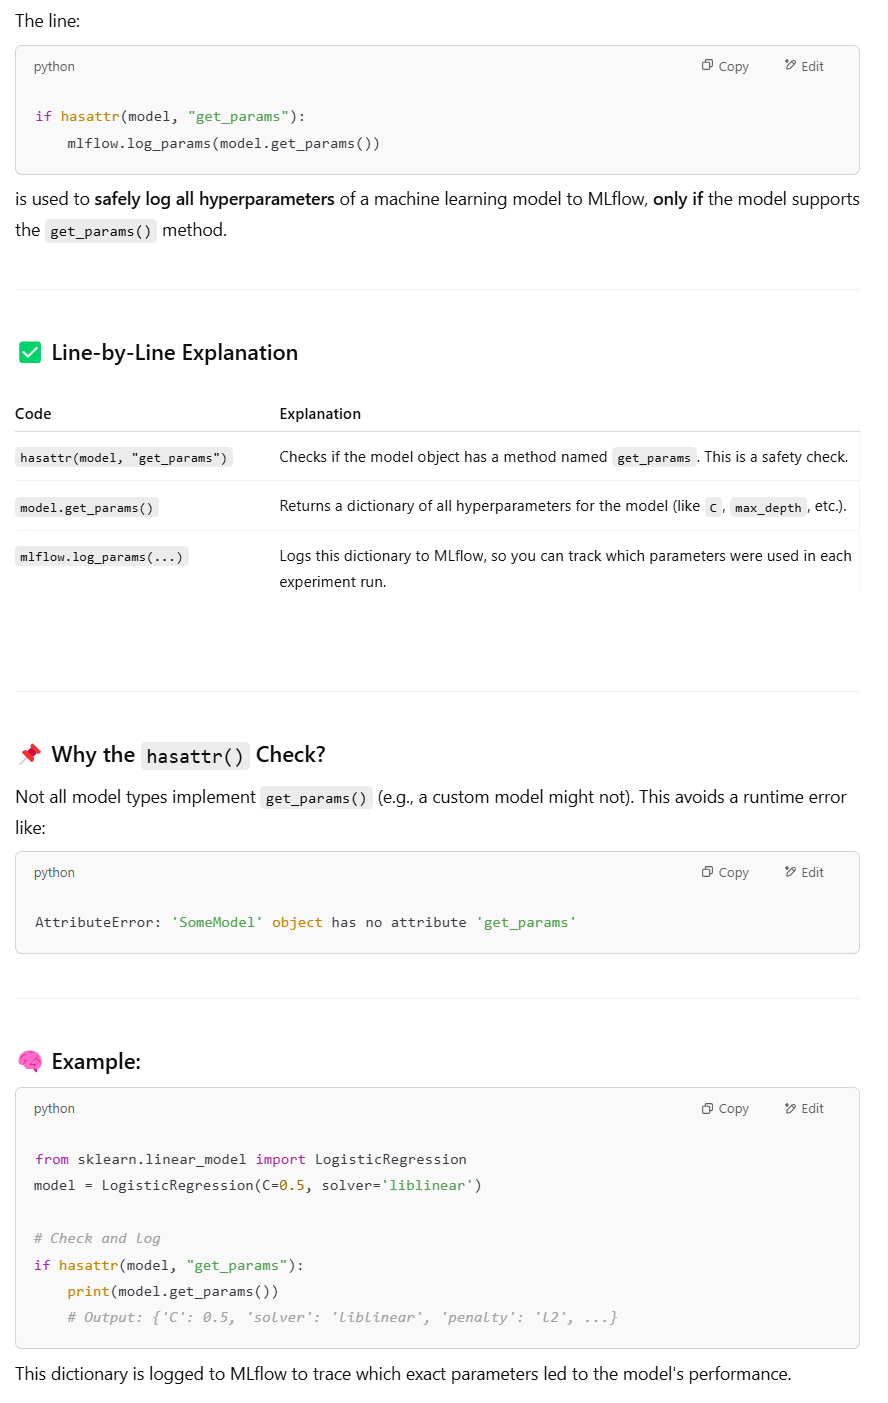 The line:
python
Copy
Edit
if hasattr(model, "get_params"):
    mlflow.log_params(model.get_params())
is used to safely log all hyperparameters of a machine learning model to MLflow, only if the model supports
the get_params() method.
✅ Line-by-Line Explanation
Code
Explanation
hasattr(model, "get_params")
Checks if the model object has a method named get_params. This is a safety check.
model.get_params()
Returns a dictionary of all hyperparameters for the model (like C, max_depth, etc.).
mlflow.log_params(...)
Logs this dictionary to MLflow, so you can track which parameters were used in each
experiment run.
📌 Why the hasattr() Check?
Not all model types implement get_params() (e.g., a custom model might not). This avoids a runtime error
like:
python
Copy
Edit
AttributeError: 'SomeModel' object has no attribute 'get_params'
🧠 Example:
python
Copy
Edit
from sklearn.linear_model import LogisticRegression
model = LogisticRegression(C=0.5, solver='liblinear')
# Check and log
if hasattr(model, "get_params"):
    print(model.get_params())
    # Output: {'C': 0.5, 'solver': 'liblinear', 'penalty': 'l2', ...}
This dictionary is logged to MLflow to trace which exact parameters led to the model's performance.